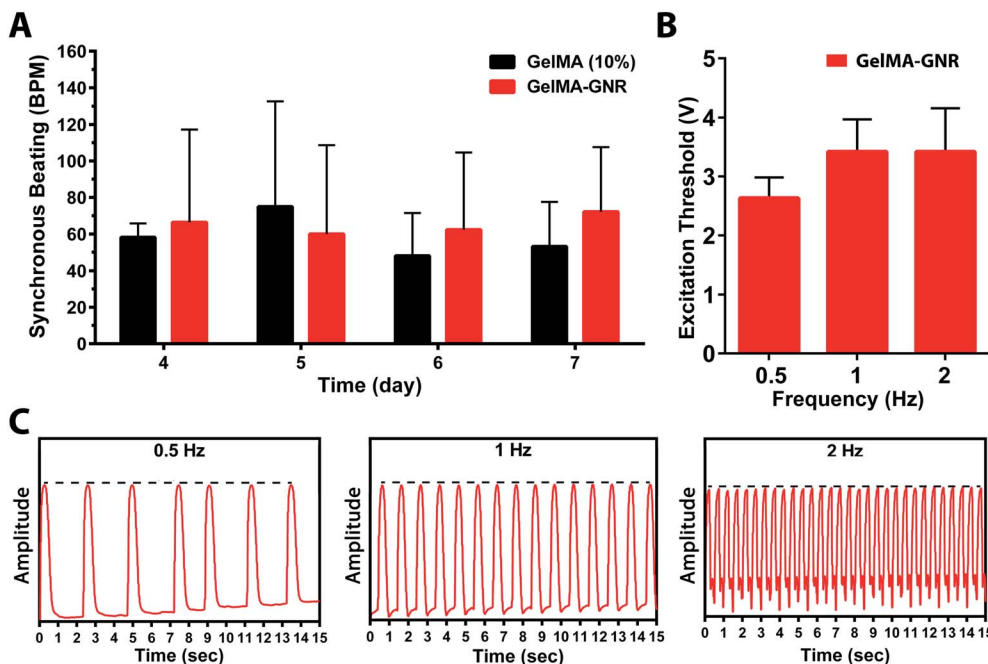 A
Synchronous Beating (BPM)
160
140
120
100
80
60
40
20
0
GelMA (10%)
GelMA-GNR
4 5 6 7
Time (day)
B
Excitation Threshold (V)
5
4
3
2
1
0
GelMA-GNR
0.5 1 2
Frequency (Hz)
C
0.5 Hz
Amplitude
0 1 2 3 4 5 6 7 8 9 10 11 12 13 14 15
Time (sec)
1 Hz
Amplitude
0 1 2 3 4 5 6 7 8 9 10 11 12 13 14 15
Time (sec)
2 Hz
Amplitude
0 1 2 3 4 5 6 7 8 9 10 11 12 13 14 15
Time (sec)